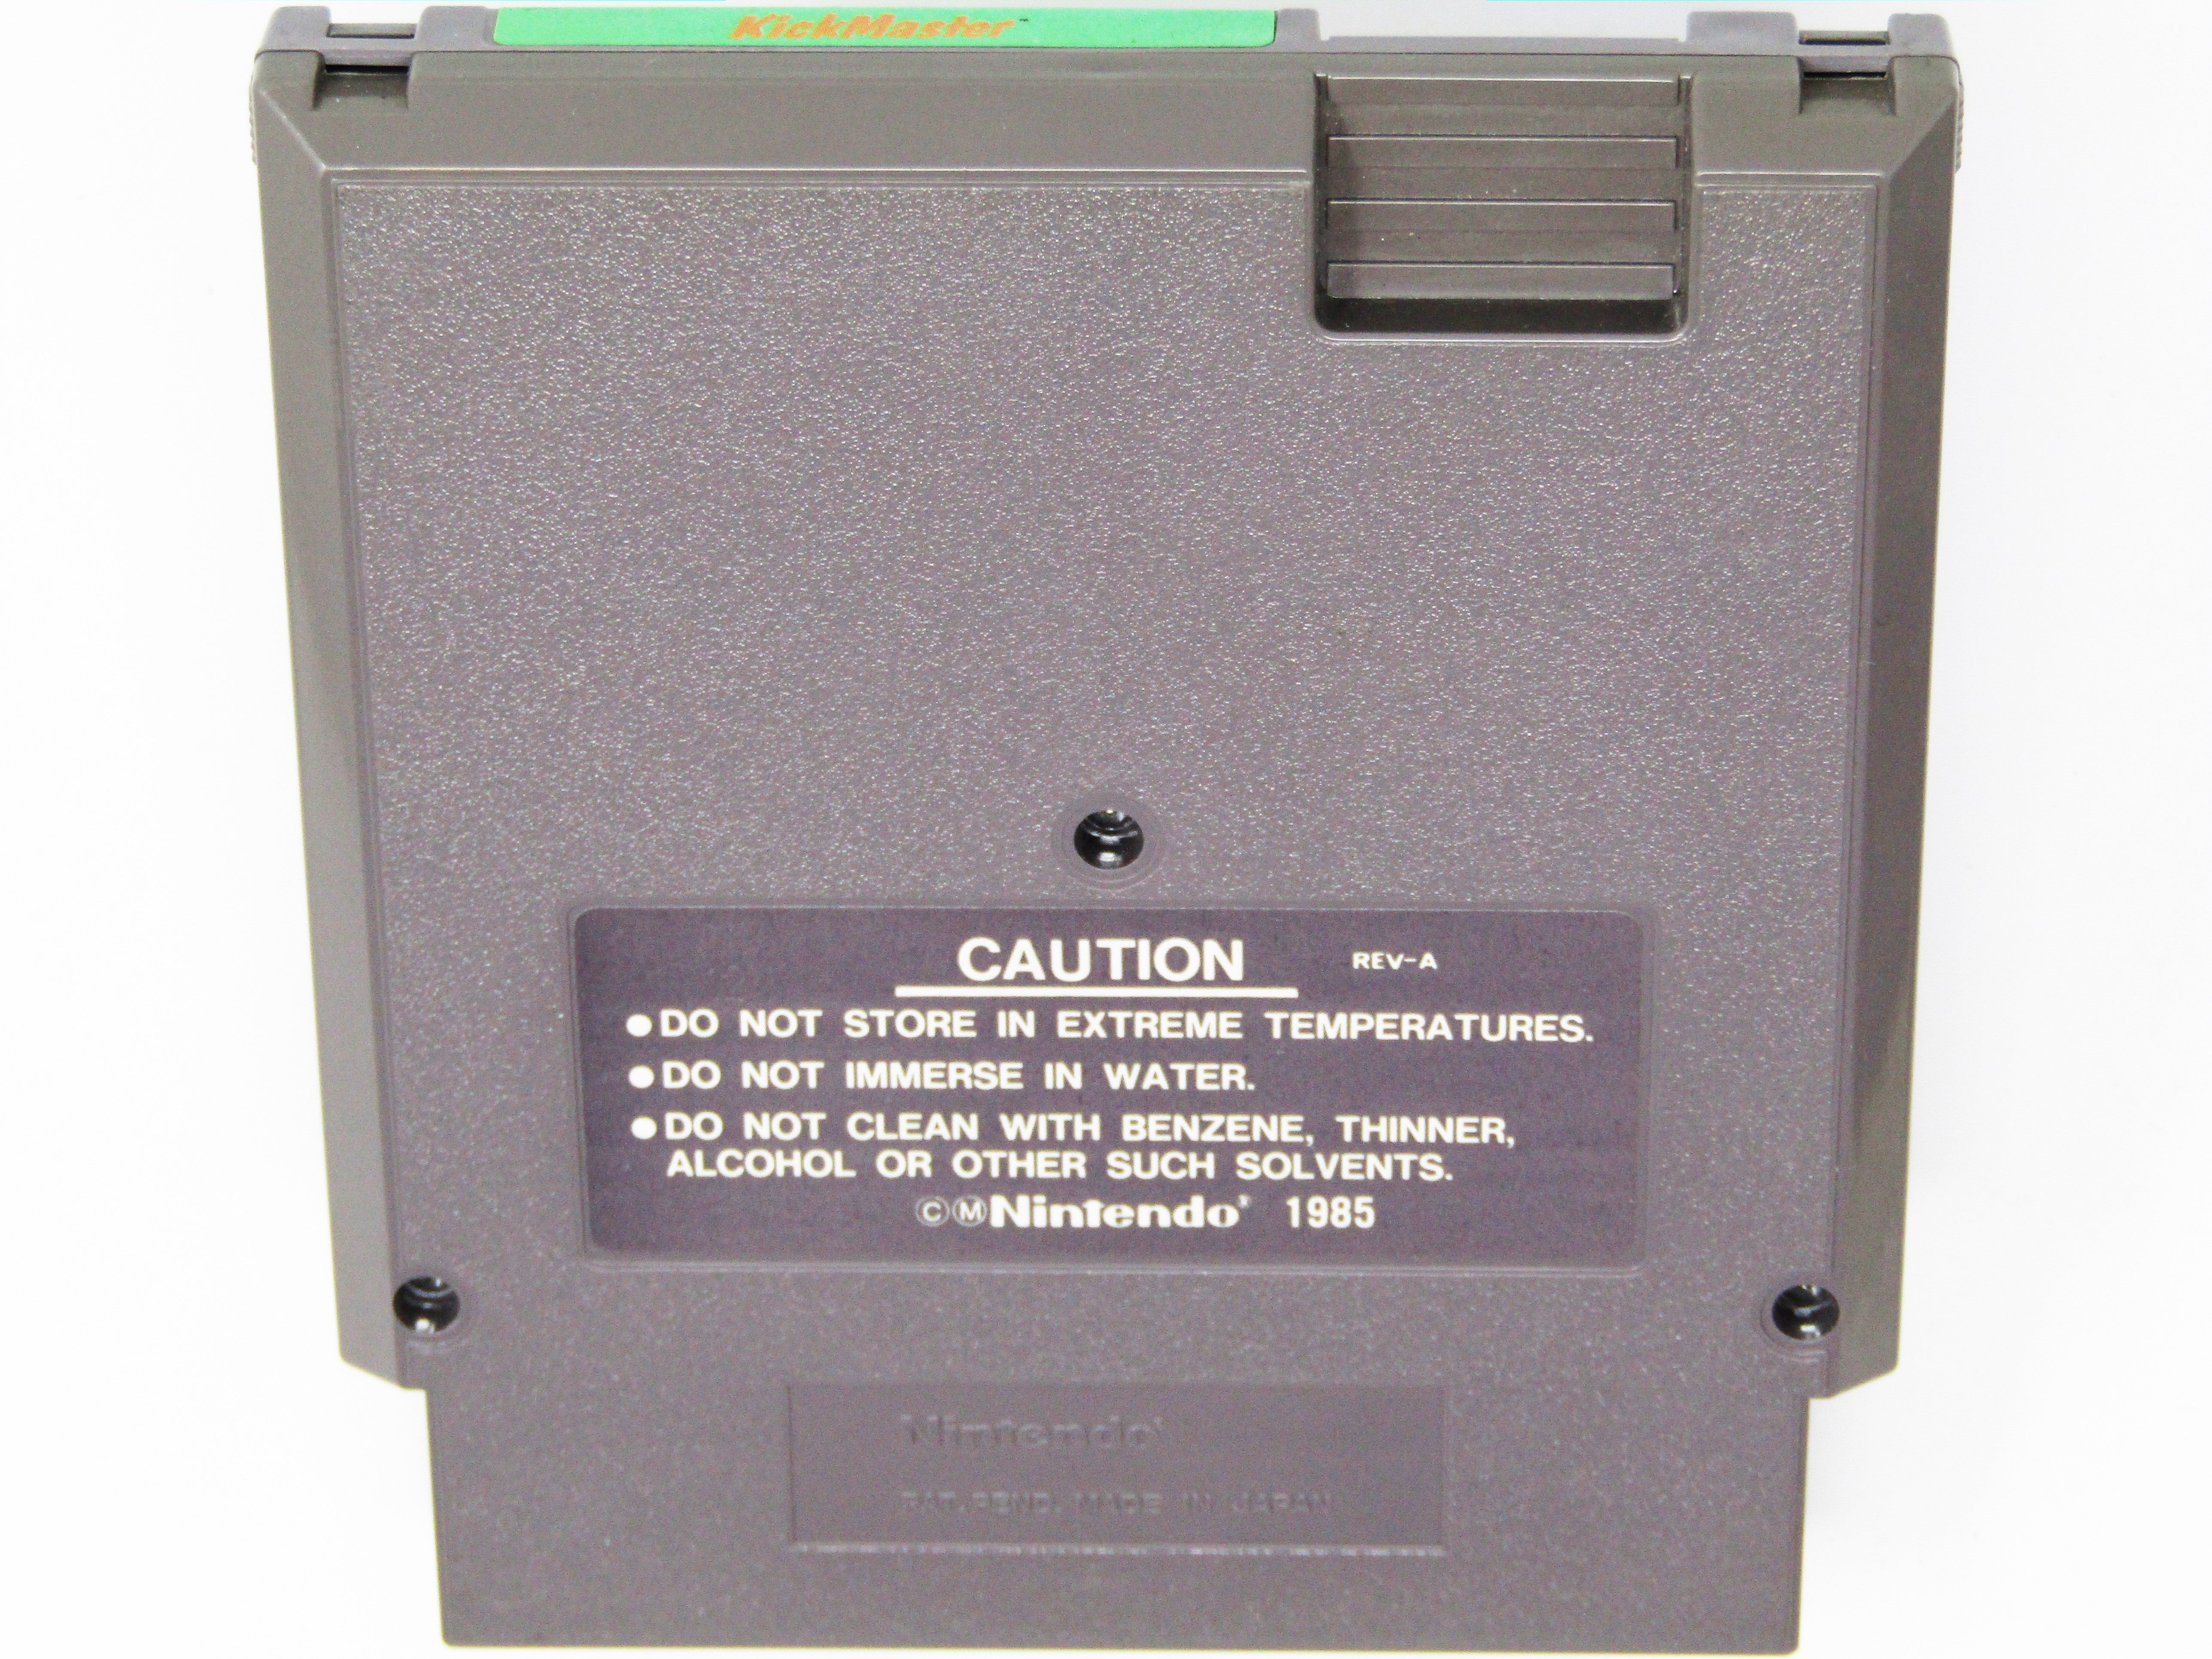 KickMaster™
CAUTION REV-A
●DO NOT STORE IN EXTREME TEMPERATURES.
●DO NOT IMMERSE IN WATER.
●DO NOT CLEAN WITH BENZENE, THINNER,
ALCOHOL OR OTHER SUCH SOLVENTS.
©ⓂNintendo® 1985
Nintendo®
PAT. PEND. MADE IN JAPAN